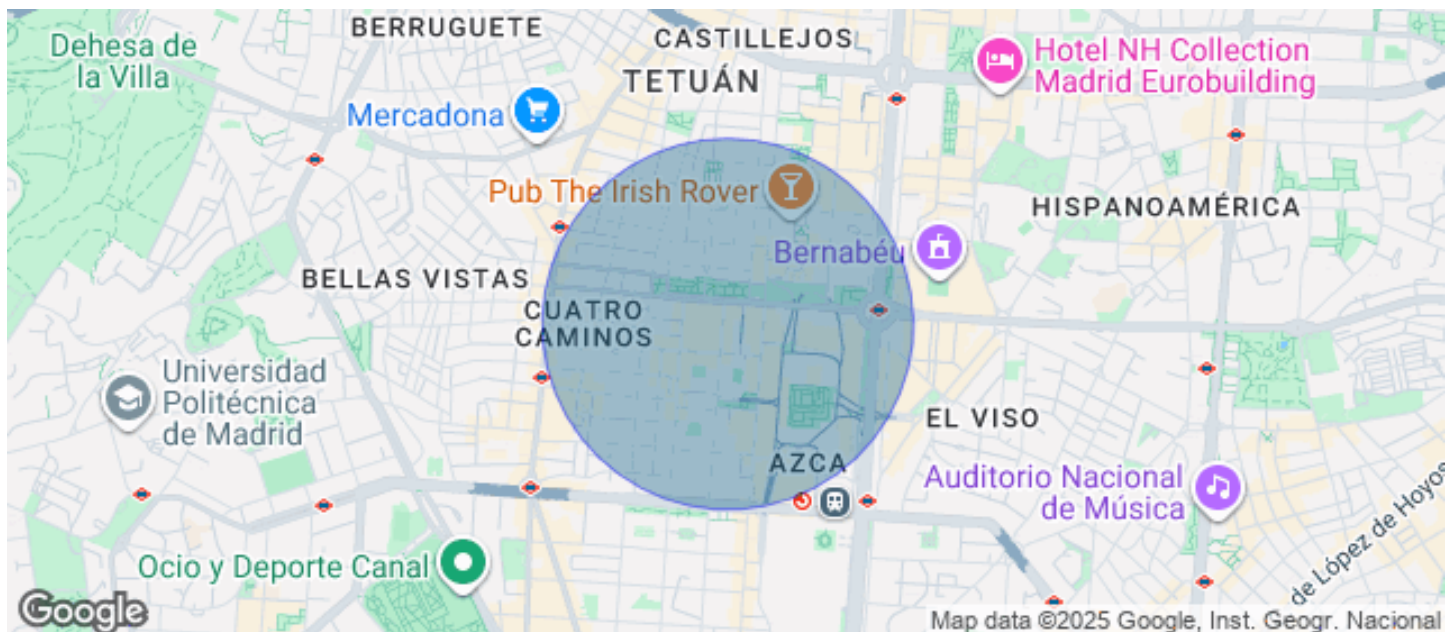 BERRUGUETE
CASTILLEJOS
Dehesa de
la Villa
TETUÁN
Hotel NH Collection
Madrid Eurobuilding
Mercadona
Pub The Irish Rover
HISPANOAMÉRICA
Bernabéu
BELLAS VISTAS
CUATRO
CAMINOS
Universidad
Politécnica
de Madrid
EL VISO
AZCA
Auditorio Nacional
de Música
de López de Hoyos
Ocio y Deporte Canal
Google
Map data ©2025 Google, Inst. Geogr. Nacional